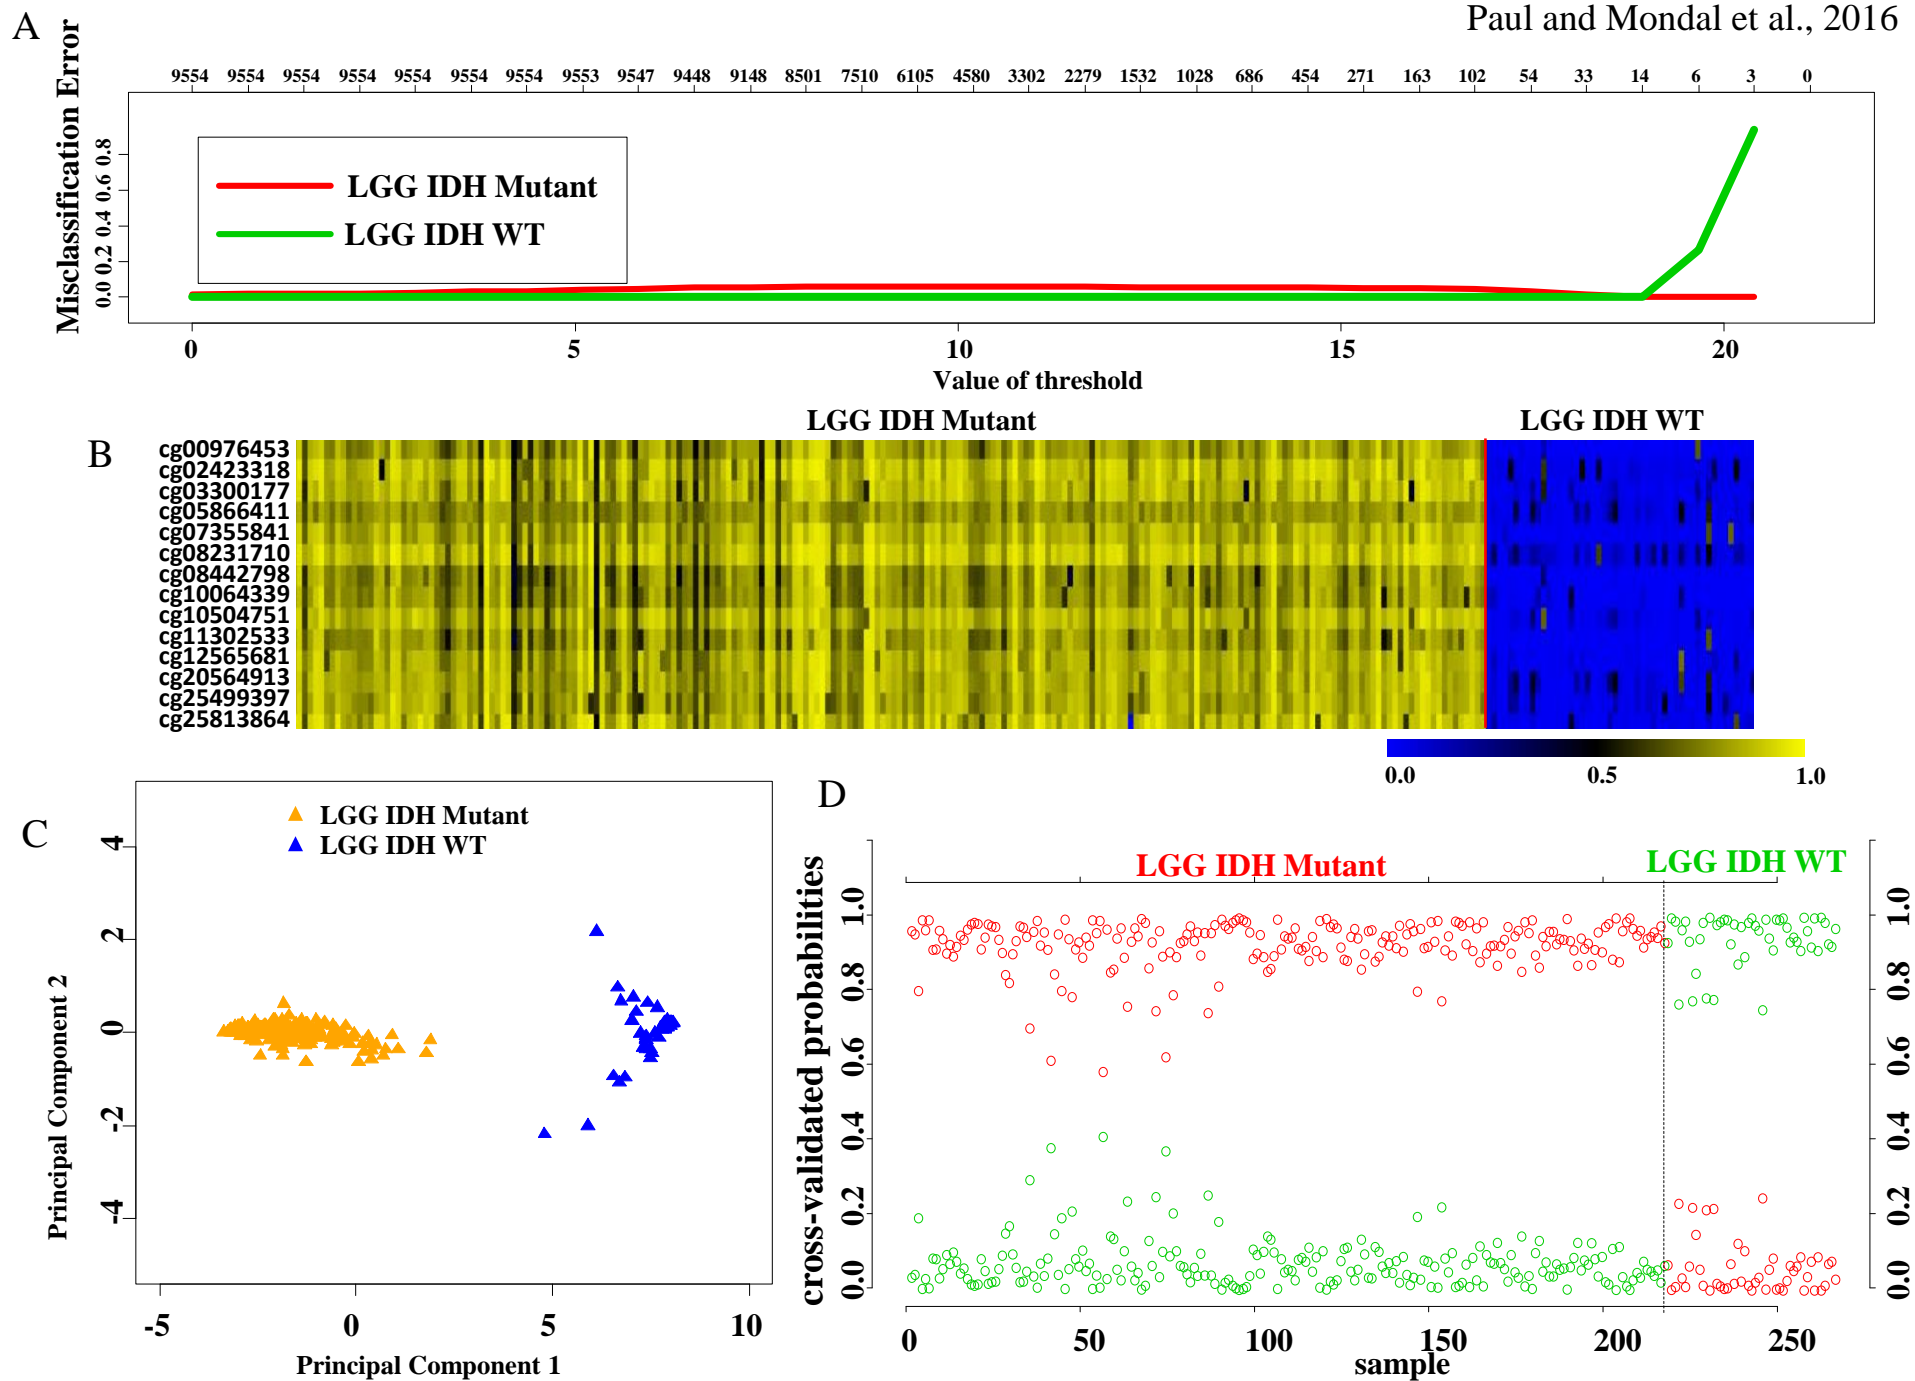 Paul and Mondal et al., 2016
A
Misclassification Error
9554 9554 9554 9554 9554 9554 9554 9553 9547 9448 9148 8501 7510 6105 4580 3302 2279 1532 1028 686 454 271 163 102 54 33 14 6 3 0
0.0 0.2 0.4 0.6 0.8
LGG IDH Mutant
LGG IDH WT
0 5 10 15 20
Value of threshold
B
LGG IDH Mutant LGG IDH WT
cg00976453
cg02423318
cg03300177
cg05866411
cg07355841
cg08231710
cg08442798
cg10064339
cg10504751
cg11302533
cg12565681
cg20564913
cg25499397
cg25813864
0.0 0.5 1.0
C
LGG IDH Mutant
LGG IDH WT
Principal Component 2
4
2
0
-2
-4
-5 0 5 10
Principal Component 1
D
LGG IDH Mutant LGG IDH WT
cross-validated probabilities
0.0 0.2 0.4 0.6 0.8 1.0
0.0 0.2 0.4 0.6 0.8 1.0
0 50 100 150 200 250
sample